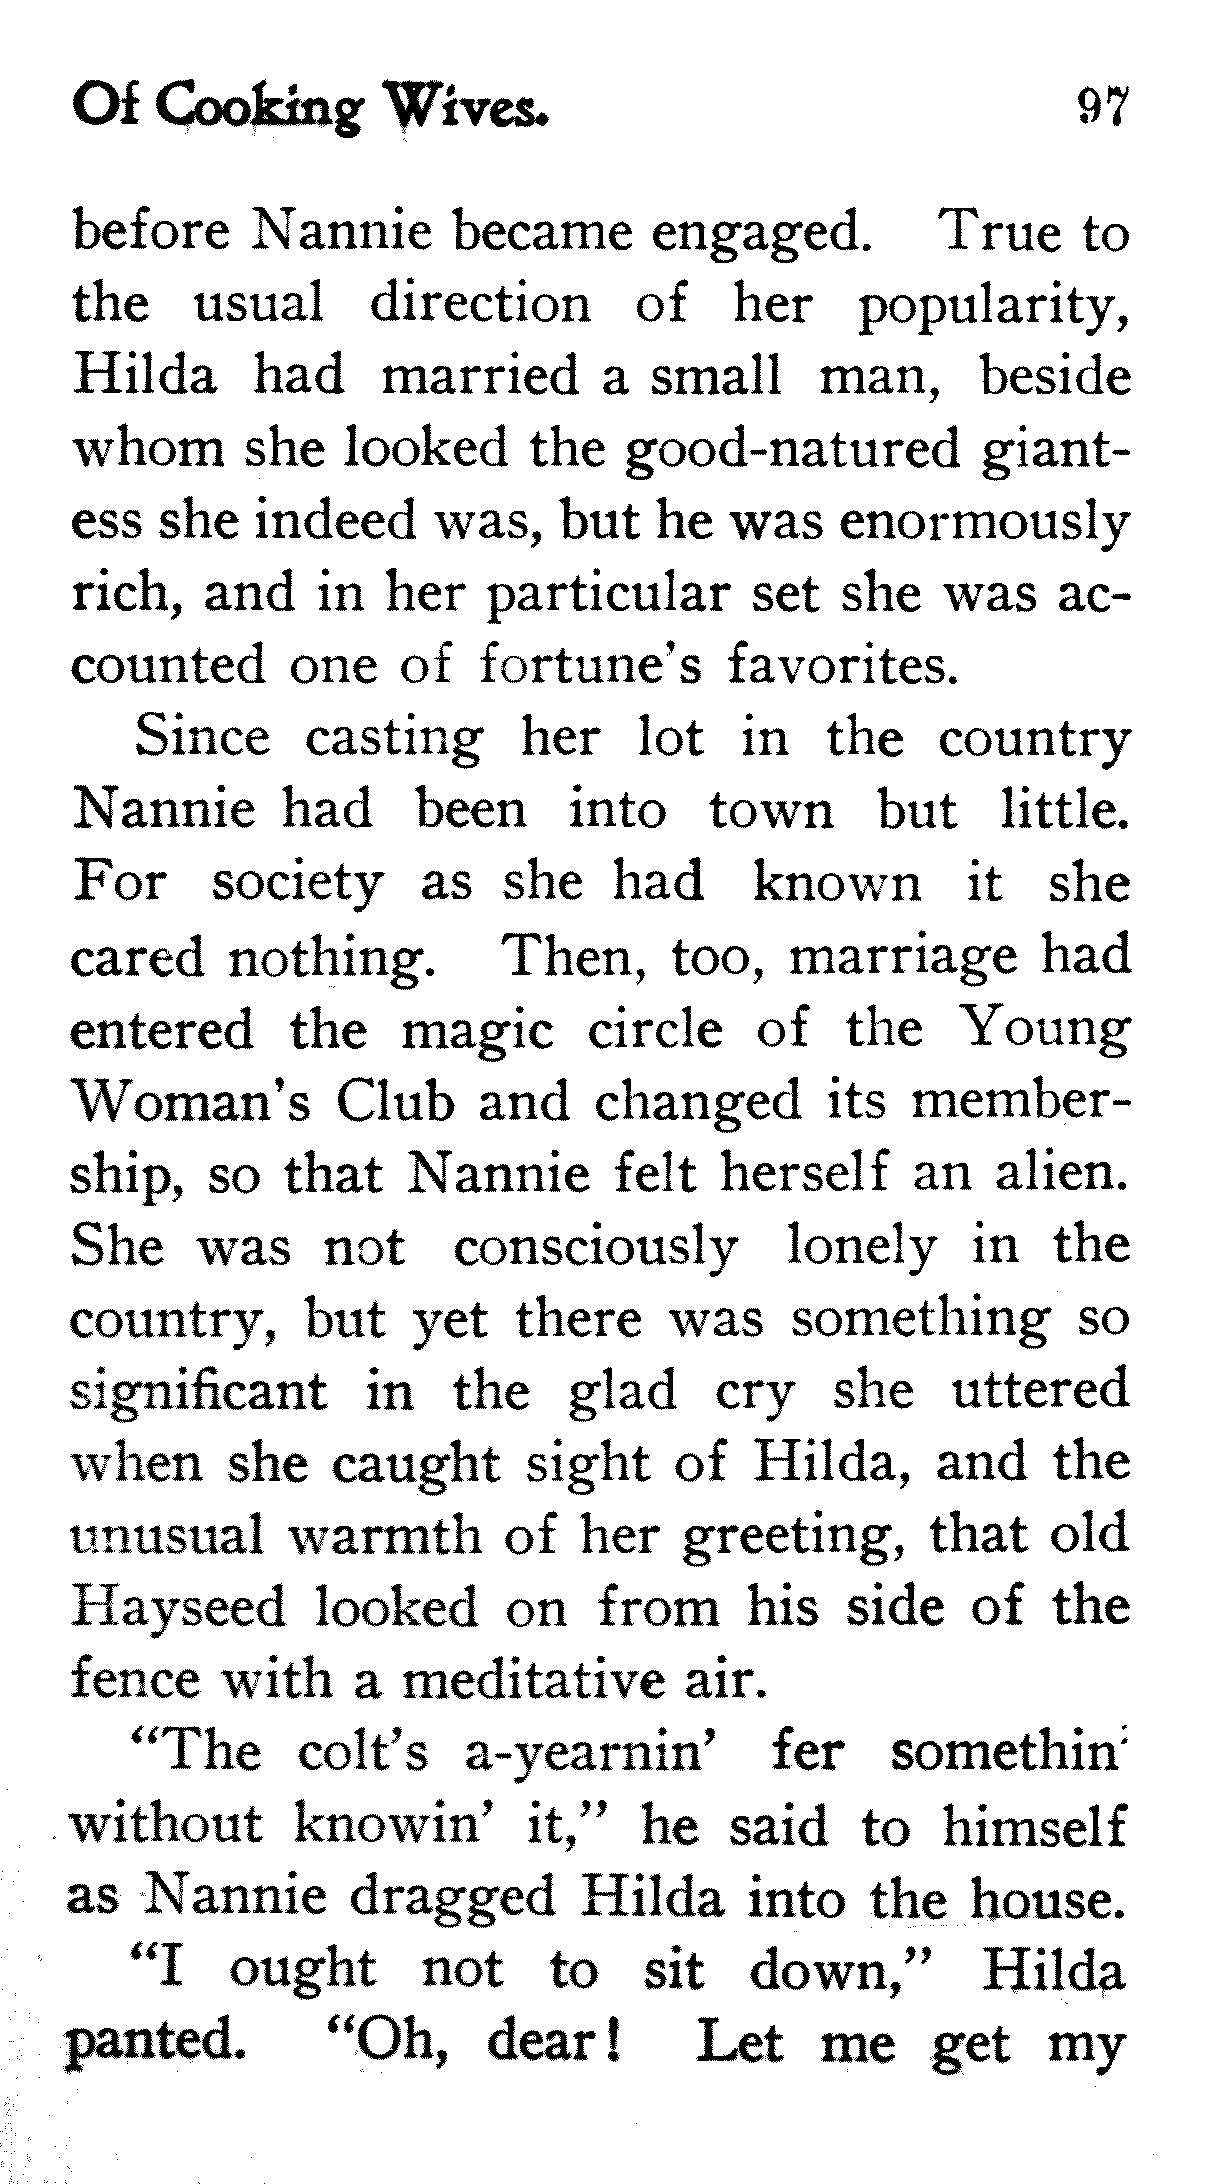 Of Cooking Wives. 97
before Nannie became engaged. True to
the usual direction of her popularity,
Hilda had married a small man, beside
whom she looked the good-natured giant-
ess she indeed was, but he was enormously
rich, and in her particular set she was ac-
counted one of fortune's favorites.
Since casting her lot in the country
Nannie had been into town but little.
For society as she had known it she
cared nothing. Then, too, marriage had
entered the magic circle of the Young
Woman's Club and changed its member-
ship, so that Nannie felt herself an alien.
She was not consciously lonely in the
country, but yet there was something so
significant in the glad cry she uttered
when she caught sight of Hilda, and the
unusual warmth of her greeting, that old
Hayseed looked on from his side of the
fence with a meditative air.
"The colt's a-yearnin' fer somethin'
without knowin' it," he said to himself
as Nannie dragged Hilda into the house.
"I ought not to sit down," Hilda
panted. "Oh, dear! Let me get my